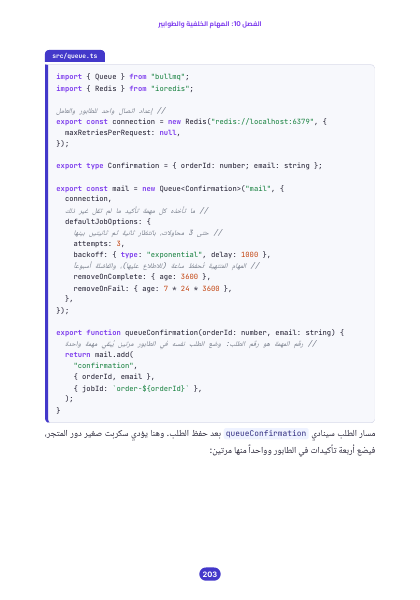 الفصل 10: المهام الخلفية والطوابير
src/queue.ts
import { Queue } from "bullmq";
import { Redis } from "ioredis";
// إعداد اتصال واحد للطابور والعامل
export const connection = new Redis("redis://localhost:6379", {
  maxRetriesPerRequest: null,
});
export type Confirmation = { orderId: number; email: string };
export const mail = new Queue<Confirmation>("mail", {
  connection,
  // ما تأخذه كل مهمة تأكيد ما لم تقل غير ذلك
  defaultJobOptions: {
    // حتى 3 محاولات، بانتظار ثانية ثم ثانيتين بينها
    attempts: 3,
    backoff: { type: "exponential", delay: 1000 },
    // المهام المنتهية تُحفظ ساعة (للاطلاع عليها)، والفاشلة أسبوعاً
    removeOnComplete: { age: 3600 },
    removeOnFail: { age: 7 * 24 * 3600 },
  },
});
export function queueConfirmation(orderId: number, email: string) {
  // رقم المهمة هو رقم الطلب: وضع الطلب نفسه في الطابور مرتين يُبقي مهمة واحدة
  return mail.add(
    "confirmation",
    { orderId, email },
    { jobId: `order-${orderId}` },
  );
}
مسار الطلب سينادي queueConfirmation بعد حفظ الطلب. وهنا يؤدي سكربت صغير دور المتجر،
فيضع أربعة تأكيدات في الطابور وواحداً منها مرتين:
203